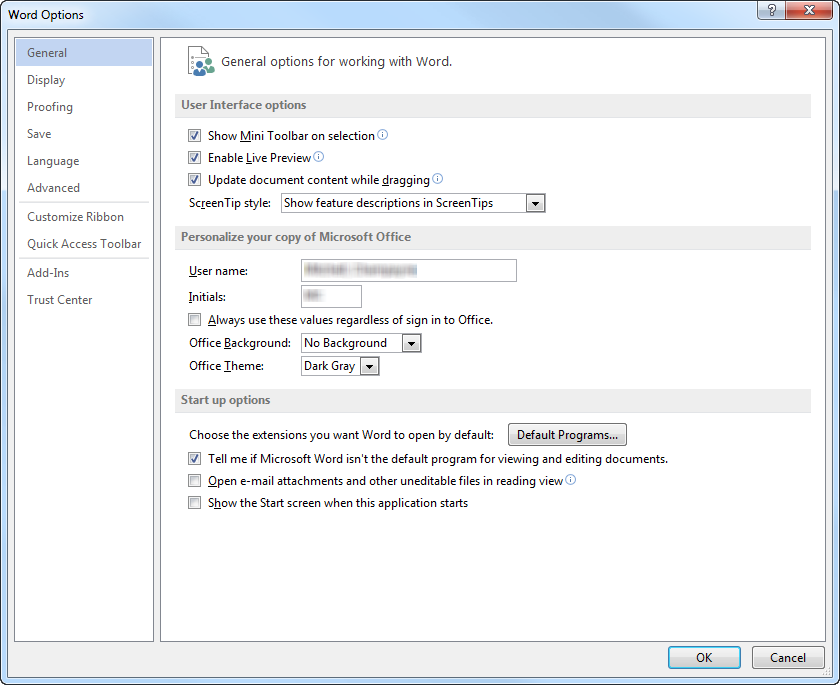 Word Options
?
General
Display
Proofing
Save
Language
Advanced
Customize Ribbon
Quick Access Toolbar
Add-Ins
Trust Center
General options for working with Word.
User Interface options
Show Mini Toolbar on selection
Enable Live Preview
Update document content while dragging
ScreenTip style: Show feature descriptions in ScreenTips
Personalize your copy of Microsoft Office
User name:
Initials:
Always use these values regardless of sign in to Office.
Office Background: No Background
Office Theme: Dark Gray
Start up options
Choose the extensions you want Word to open by default: Default Programs...
Tell me if Microsoft Word isn't the default program for viewing and editing documents.
Open e-mail attachments and other uneditable files in reading view
Show the Start screen when this application starts
OK Cancel